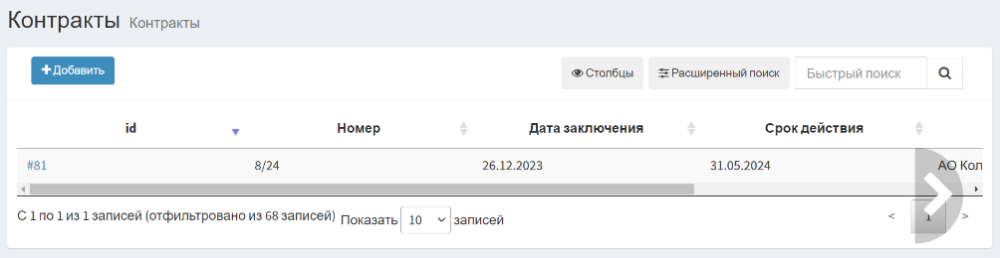 Контракты Контракты
Добавить Столбцы Расширенный поиск Быстрый поиск
id Номер Дата заключения Срок действия
#81 8/24 26.12.2023 31.05.2024 АО Кол
С 1 по 1 из 1 записей (отфильтровано из 68 записей) Показать 10 записей < 1 >